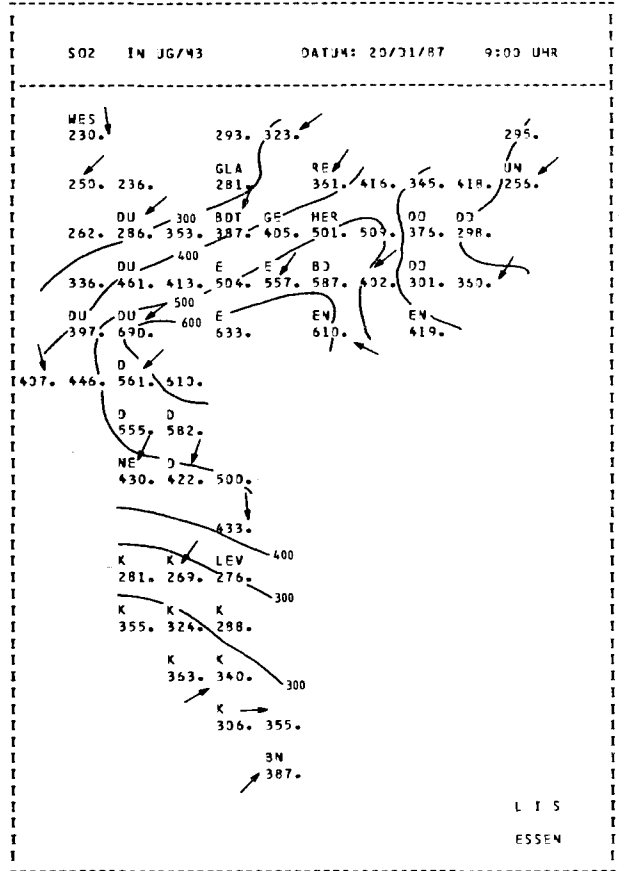 SO2 IN UG/M3 DATUM: 20/01/87 9:00 UHR
WES
230. 293. 323. 295.
GLA RE UN
250. 236. 281. 361. 416. 345. 418. 256.
DU 300 BOT GE HER DO DO
262. 286. 353. 387. 405. 501. 509. 376. 298.
400
DU E E BO DO
336. 461. 413. 504. 557. 587. 402. 301. 360.
500
DU DU 600 E EN EN
397. 690. 633. 610. 419.
D
407. 446. 561. 610.
D D
555. 582.
NE D
430. 422. 500.
433.
400
K K LEV
281. 269. 276.
300
K K K
355. 324. 288.
K K
363. 340.
300
K
306. 355.
BN
387.
L I S
ESSEN